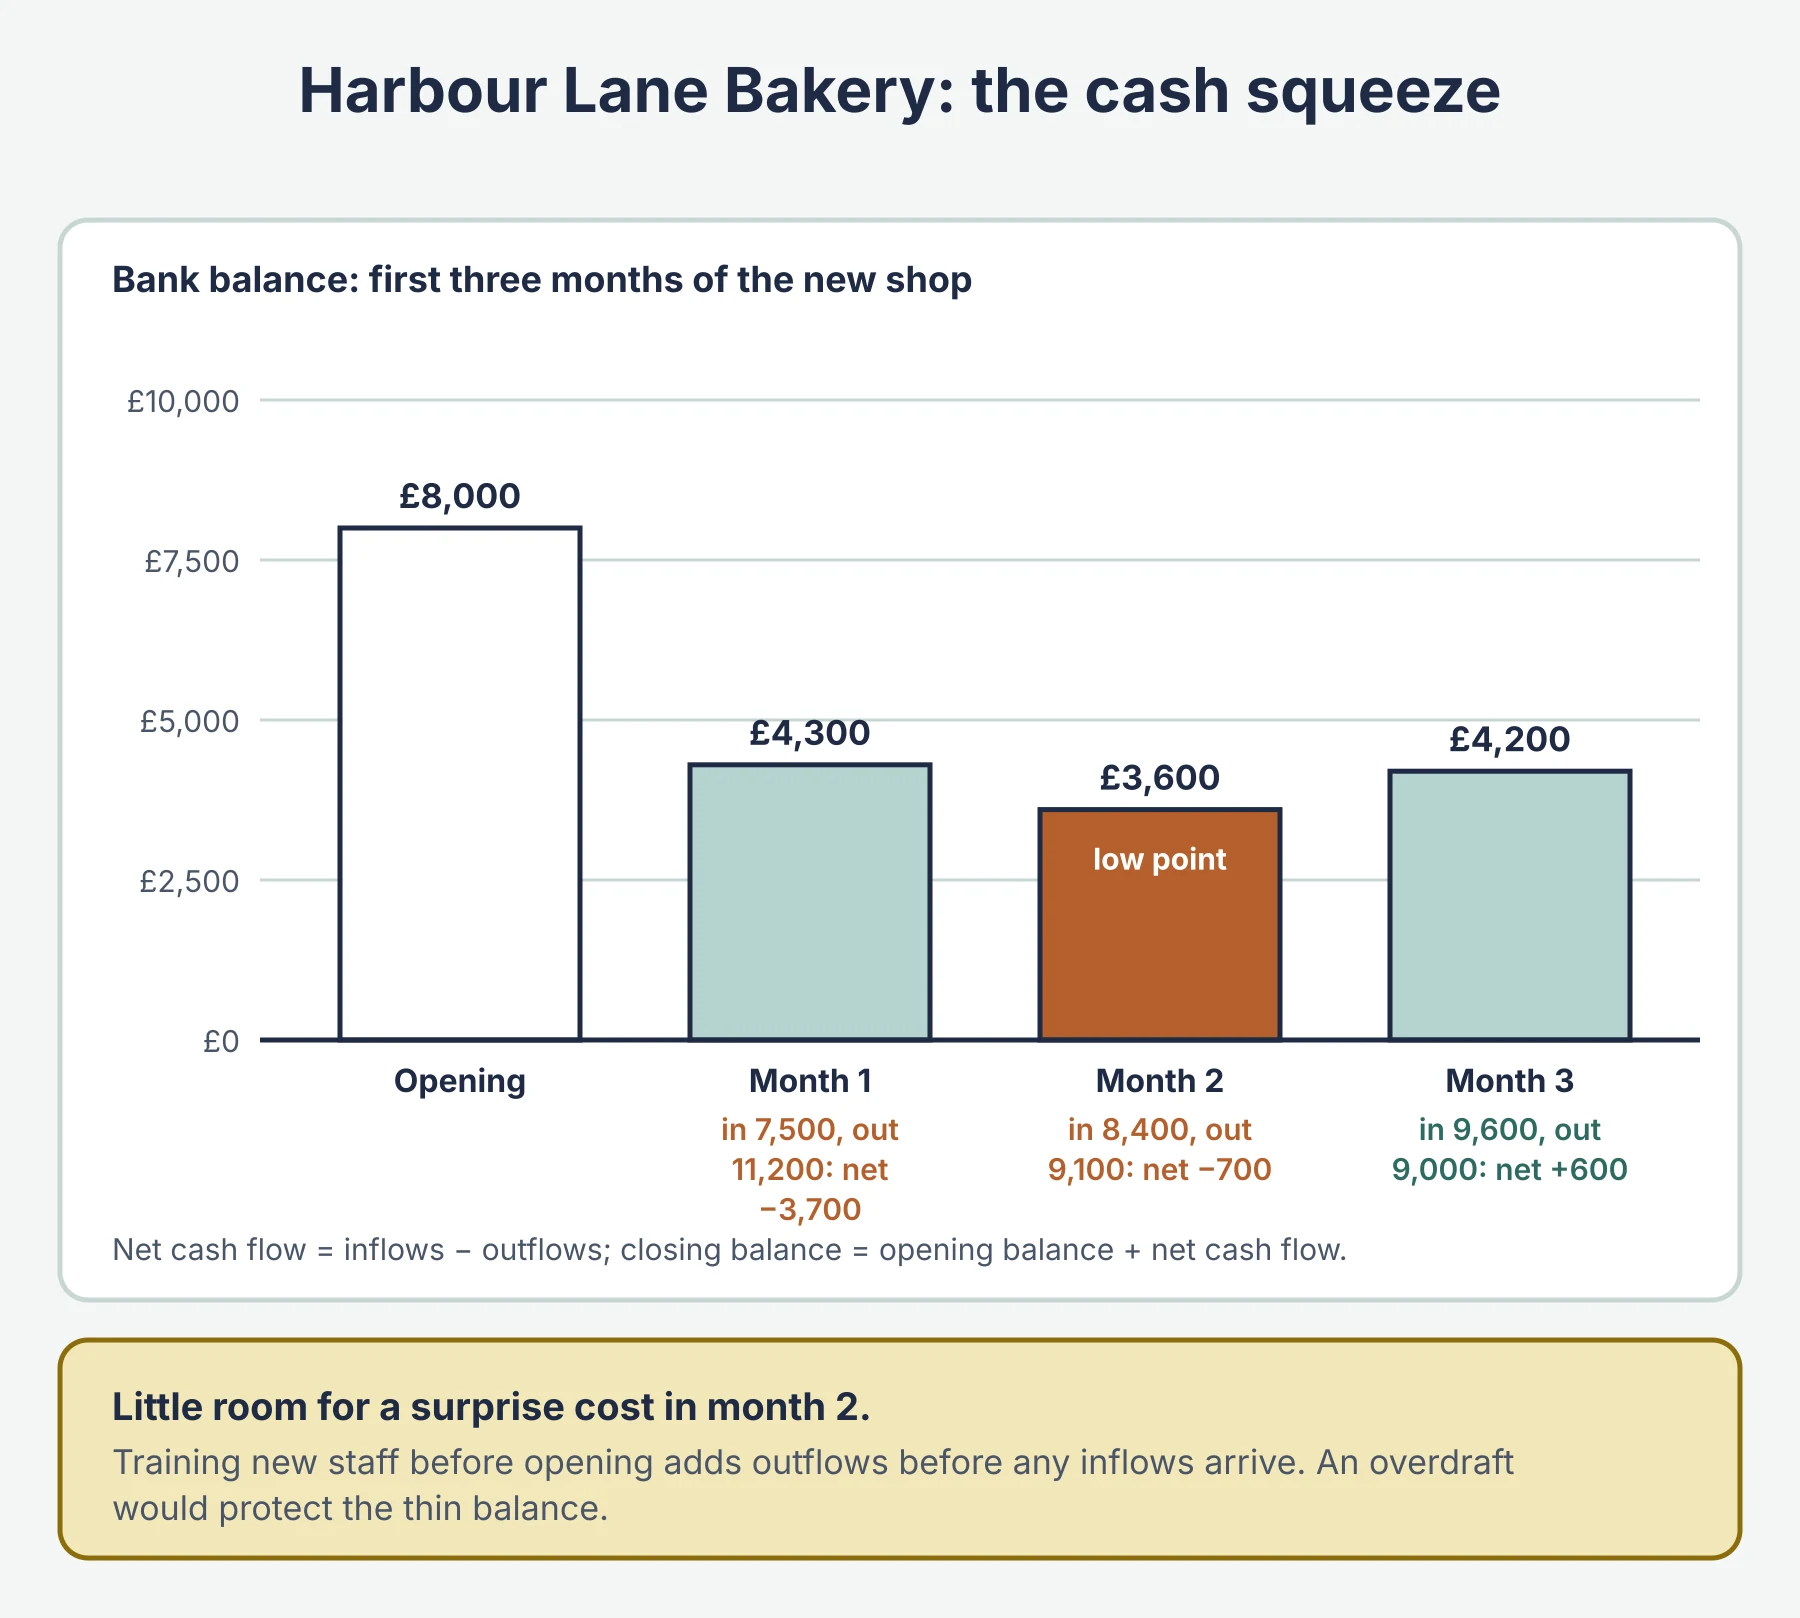 Harbour Lane Bakery: the cash squeeze
Bank balance: first three months of the new shop
£10,000
£7,500
£5,000
£2,500
£0
£8,000
£4,300
£3,600
£4,200
low point
Opening
Month 1
Month 2
Month 3
in 7,500, out
11,200: net
−3,700
in 8,400, out
9,100: net −700
in 9,600, out
9,000: net +600
Net cash flow = inflows − outflows; closing balance = opening balance + net cash flow.
Little room for a surprise cost in month 2.
Training new staff before opening adds outflows before any inflows arrive. An overdraft
would protect the thin balance.